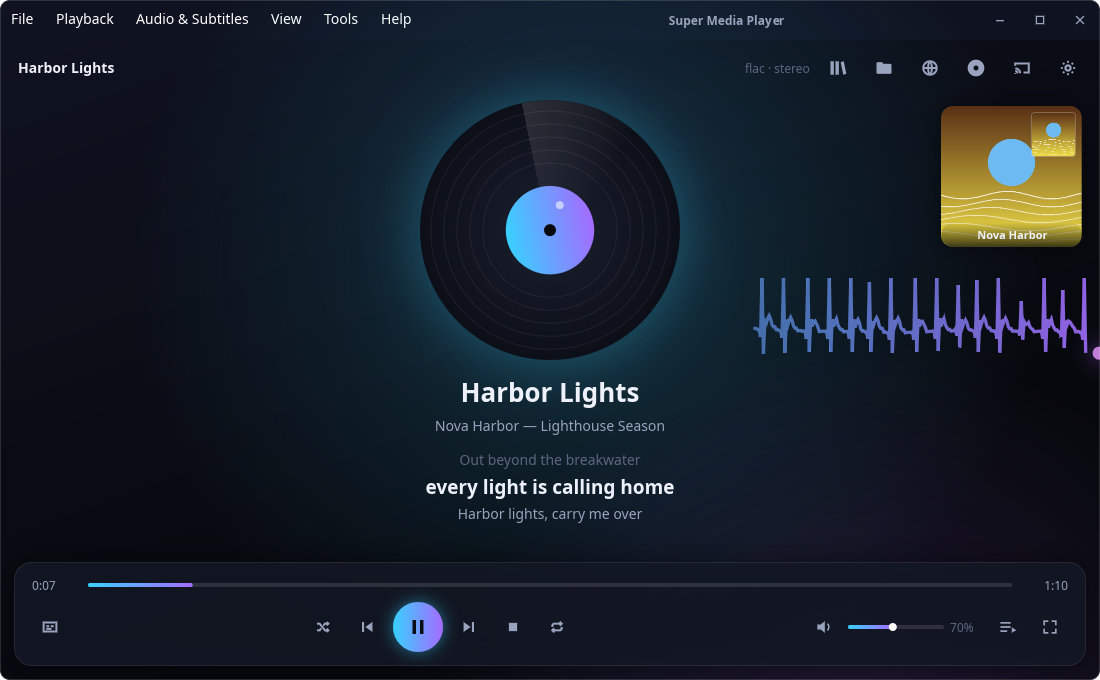 File Playback Audio & Subtitles View Tools Help Super Media Player
Harbor Lights flac · stereo
Nova Harbor
Harbor Lights
Nova Harbor — Lighthouse Season
Out beyond the breakwater
every light is calling home
Harbor lights, carry me over
0:07 1:10
70%